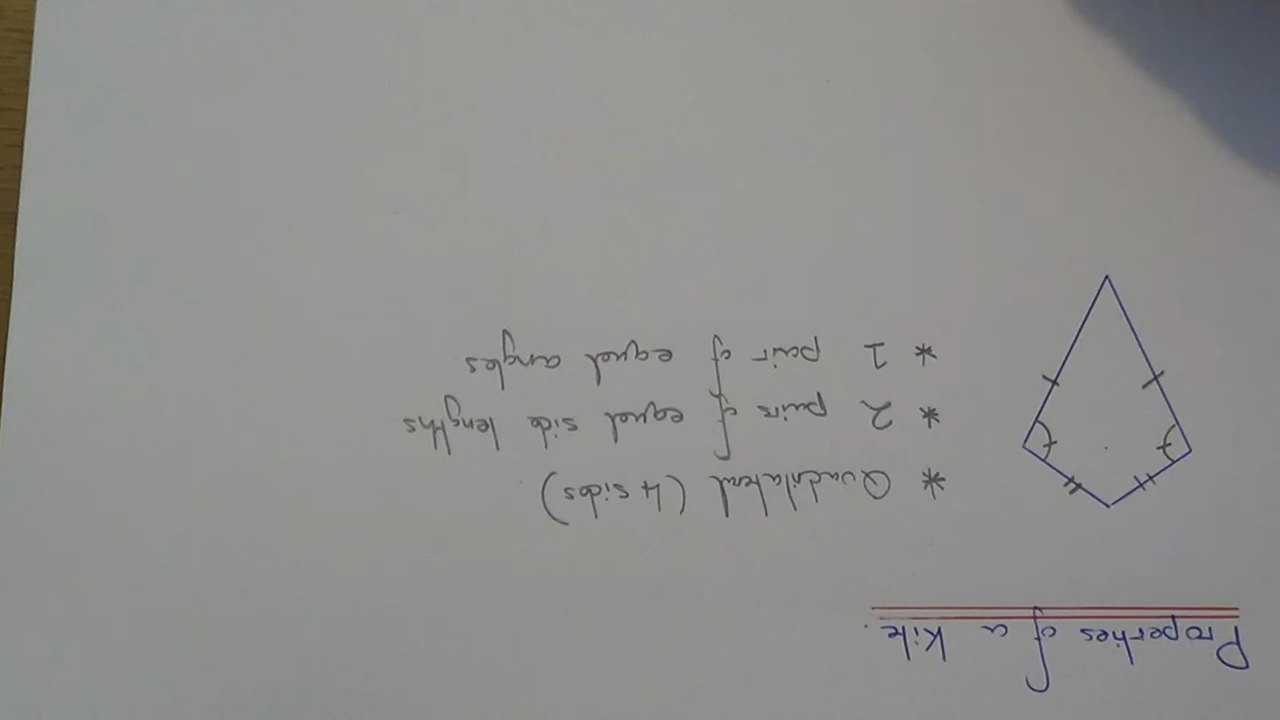 Properties of a Kite.
* Quadrilateral (4 sides)
* 2 pairs of equal side lengths
* 1 pair of equal angles